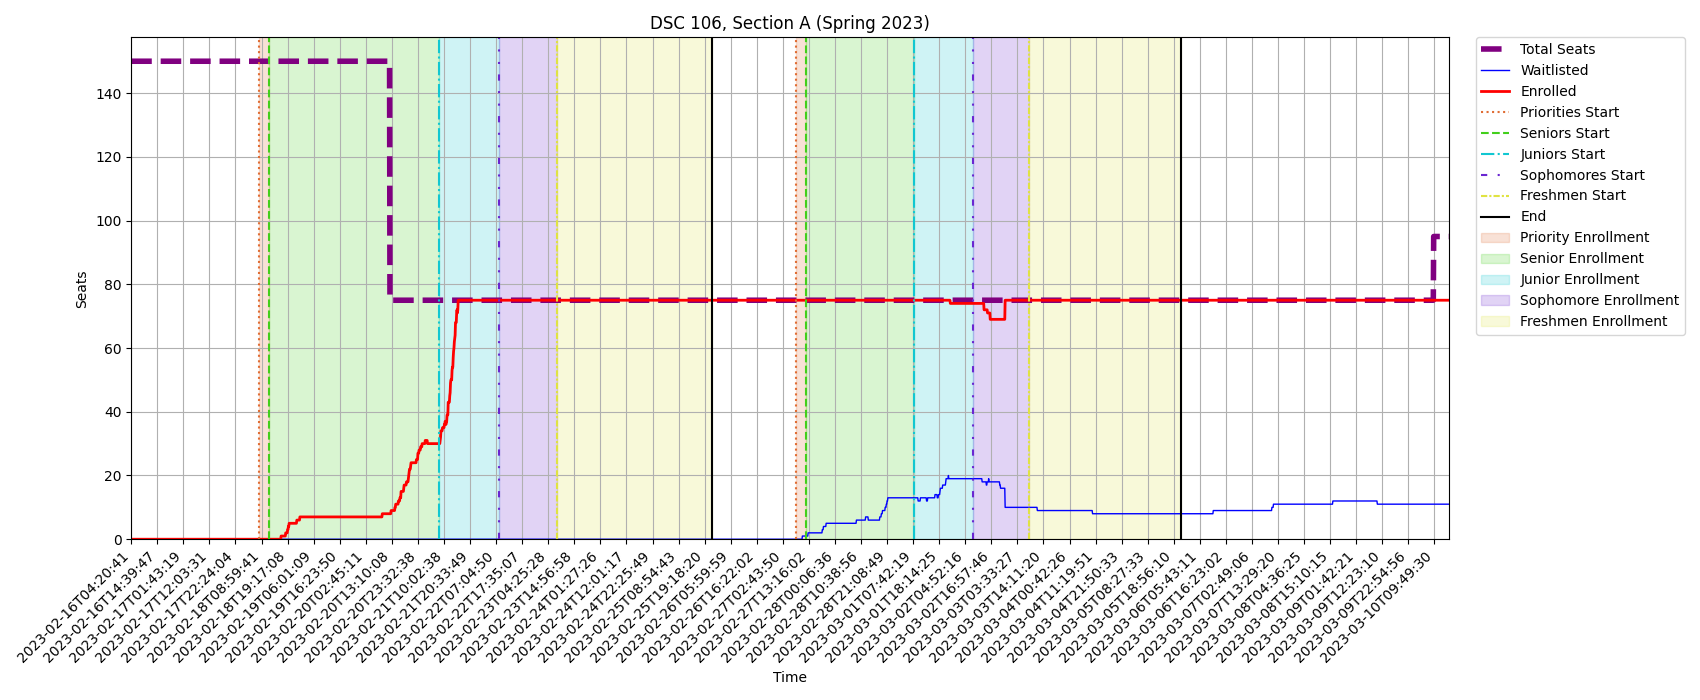 DSC 106, Section A (Spring 2023)
Seats
140
120
100
80
60
40
20
0
2023-02-16T04:20:41
2023-02-16T14:39:47
2023-02-17T01:43:19
2023-02-17T12:03:31
2023-02-17T22:24:04
2023-02-18T08:59:41
2023-02-18T19:17:08
2023-02-19T06:01:09
2023-02-19T16:23:50
2023-02-20T02:45:11
2023-02-20T13:10:08
2023-02-20T23:32:38
2023-02-21T10:02:38
2023-02-21T20:33:49
2023-02-22T07:04:50
2023-02-22T17:35:07
2023-02-23T04:25:28
2023-02-23T14:56:58
2023-02-24T01:27:26
2023-02-24T12:01:17
2023-02-24T22:25:49
2023-02-25T08:54:43
2023-02-25T19:18:20
2023-02-26T05:59:59
2023-02-26T16:22:02
2023-02-27T02:43:50
2023-02-27T13:16:02
2023-02-28T00:06:38
2023-02-28T10:38:56
2023-02-28T21:08:49
2023-03-01T07:42:19
2023-03-01T18:14:25
2023-03-02T04:52:16
2023-03-02T16:57:46
2023-03-03T03:33:27
2023-03-03T14:11:20
2023-03-04T00:42:26
2023-03-04T11:19:51
2023-03-04T21:50:33
2023-03-05T08:27:33
2023-03-05T18:56:10
2023-03-06T05:43:11
2023-03-06T16:23:02
2023-03-07T02:49:06
2023-03-07T13:29:20
2023-03-08T04:36:25
2023-03-08T15:10:15
2023-03-09T01:42:21
2023-03-09T12:23:10
2023-03-09T22:54:56
2023-03-10T09:49:30
Time
Total Seats
Waitlisted
Enrolled
Priorities Start
Seniors Start
Juniors Start
Sophomores Start
Freshmen Start
End
Priority Enrollment
Senior Enrollment
Junior Enrollment
Sophomore Enrollment
Freshmen Enrollment